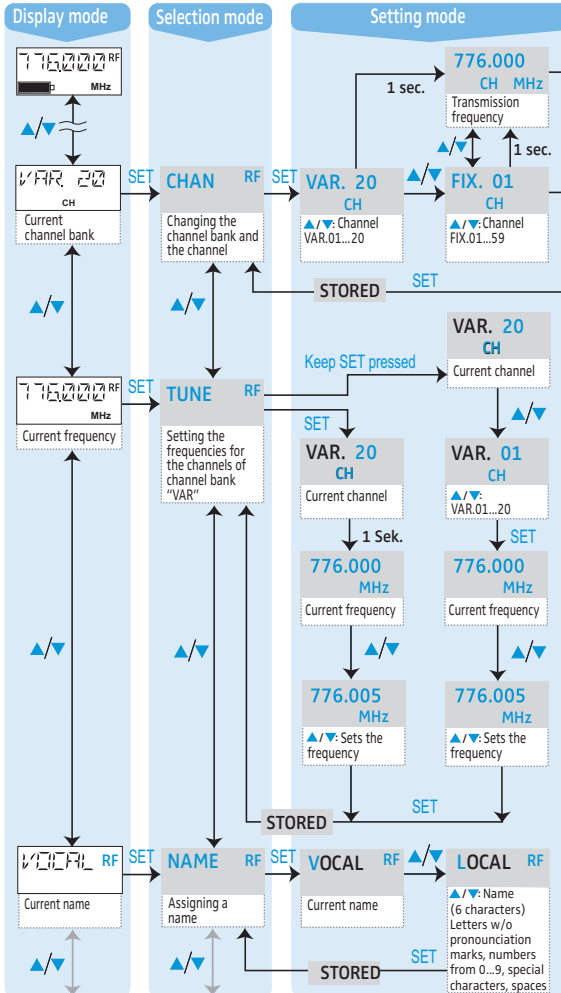 Display mode
Selection mode
Setting mode
776.000 RF
MHz
▲/▼
1 sec.
776.000
CH MHz
Transmission
frequency
▲/▼
1 sec.
VAR. 20
CH
Current
channel bank
SET
CHAN RF
Changing the
channel bank and
the channel
SET
VAR. 20
CH
▲/▼: Channel
VAR.01...20
▲/▼
FIX. 01
CH
▲/▼: Channel
FIX.01...59
▲/▼
▲/▼
STORED
SET
776.000 RF
MHz
Current frequency
SET
TUNE RF
Setting the
frequencies for
the channels of
channel bank
"VAR"
Keep SET pressed
VAR. 20
CH
Current channel
▲/▼
SET
VAR. 20
CH
Current channel
VAR. 01
CH
▲/▼:
VAR.01...20
1 Sek.
SET
776.000
MHz
Current frequency
776.000
MHz
Current frequency
▲/▼
▲/▼
▲/▼
▲/▼
776.005
MHz
▲/▼: Sets the
frequency
776.005
MHz
▲/▼: Sets the
frequency
STORED
SET
VOCAL RF
Current name
SET
NAME RF
Assigning a
name
SET
VOCAL RF
Current name
▲/▼
LOCAL RF
▲/▼: Name
(6 characters)
Letters w/o
pronounciation
marks, numbers
from 0...9, special
characters, spaces
▲/▼
▲/▼
STORED
SET